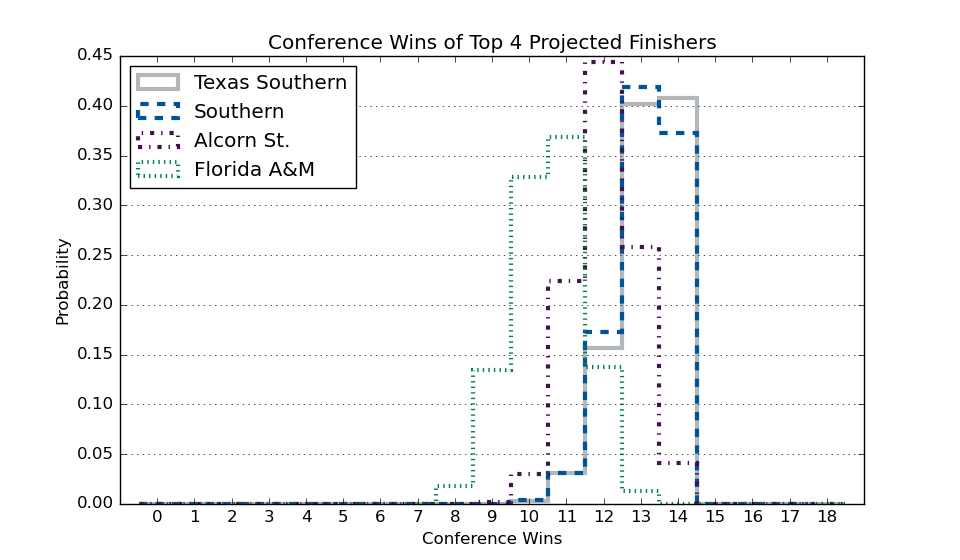 Conference Wins of Top 4 Projected Finishers
Texas Southern
Southern
Alcorn St.
Florida A&M
Probability
0.45
0.40
0.35
0.30
0.25
0.20
0.15
0.10
0.05
0.00
0 1 2 3 4 5 6 7 8 9 10 11 12 13 14 15 16 17 18
Conference Wins